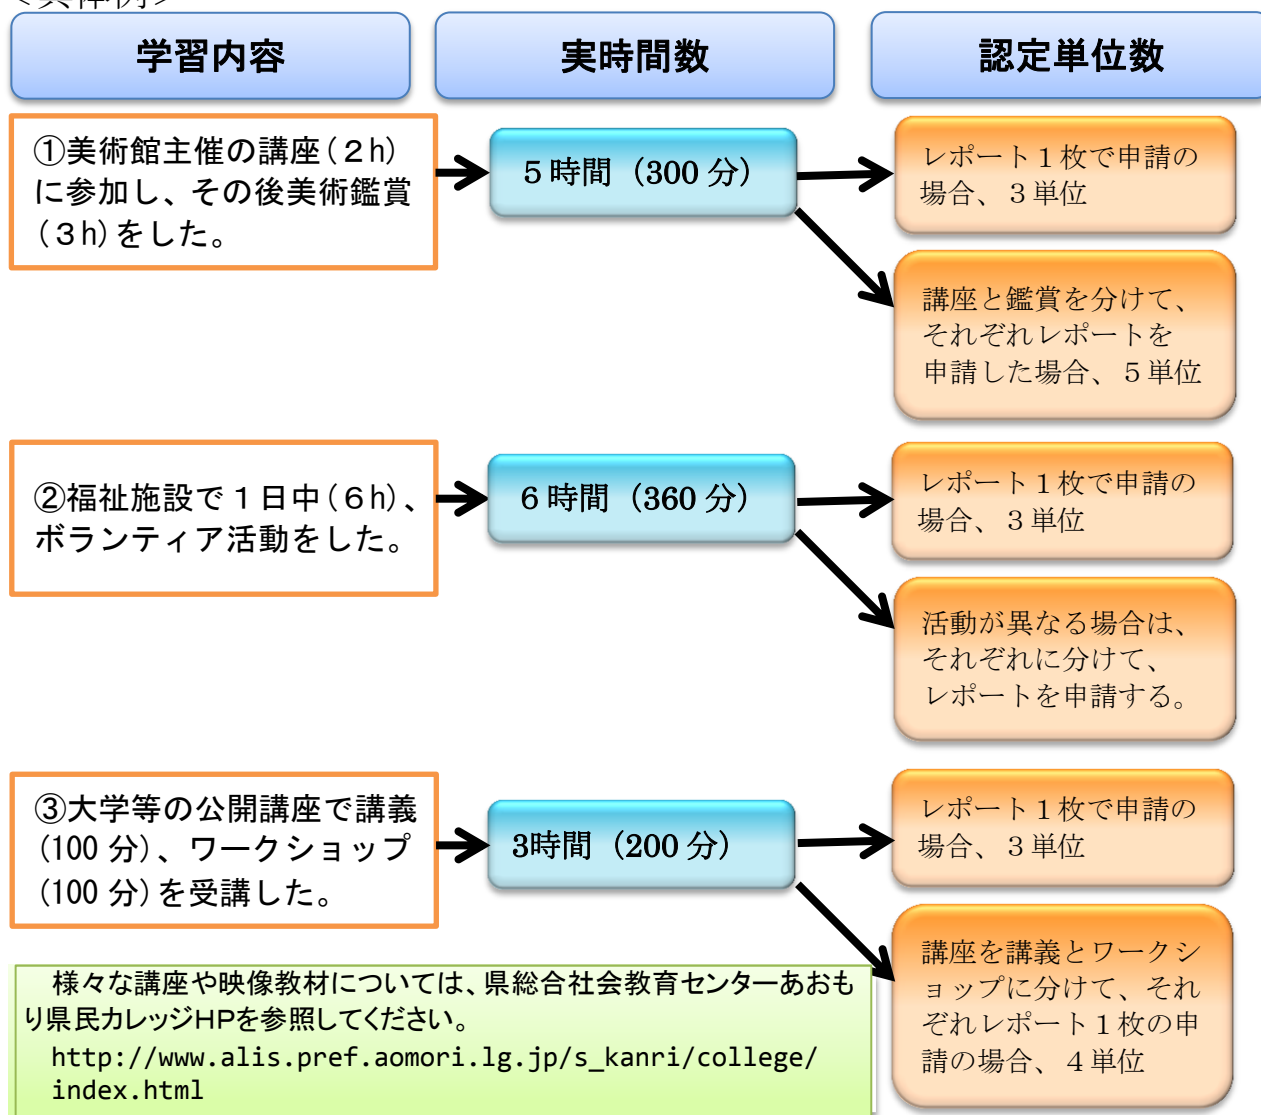 ＜具体例＞
学習内容
実時間数
認定単位数
①美術館主催の講座(２h)
に参加し、その後美術鑑賞
(３h)をした。
５時間（300 分）
レポート１枚で申請の
場合、３単位
講座と鑑賞を分けて、
それぞれレポートを
申請した場合、５単位
②福祉施設で１日中(６h)、
ボランティア活動をした。
６時間（360 分）
レポート１枚で申請の
場合、３単位
活動が異なる場合は、
それぞれに分けて、
レポートを申請する。
③大学等の公開講座で講義
(100 分)、ワークショップ
(100 分)を受講した。
3時間（200 分）
レポート１枚で申請の
場合、３単位
講座を講義とワークシ
ョップに分けて、それ
ぞれレポート１枚の申
請の場合、４単位
様々な講座や映像教材については、県総合社会教育センターあおも
り県民カレッジHPを参照してください。
http://www.alis.pref.aomori.lg.jp/s_kanri/college/
index.html